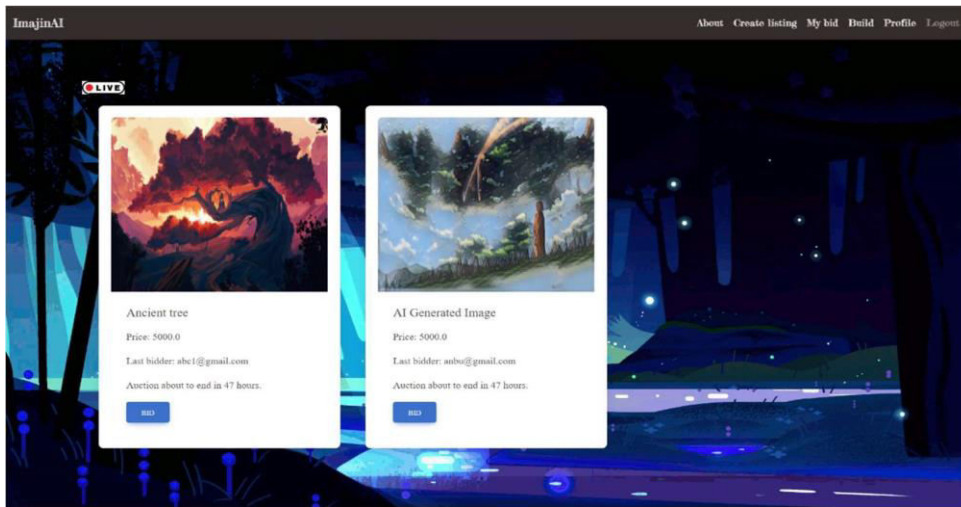 ImajinAI
About Create listing My bid Build Profile Logout
LIVE
Ancient tree
Price: 5000.0
Last bidder: abc1@gmail.com
Auction about to end in 47 hours.
BID
AI Generated Image
Price: 5000.0
Last bidder: anbu@gmail.com
Auction about to end in 47 hours.
BID